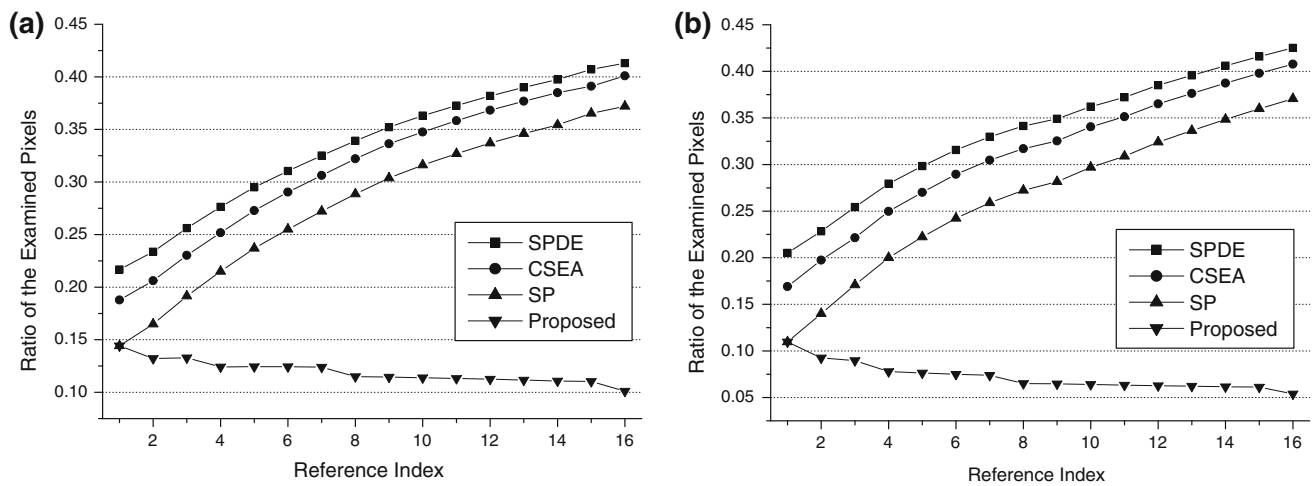 (a)
Ratio of the Examined Pixels
0.45
0.40
0.35
0.30
0.25
0.20
0.15
0.10
SPDE
CSEA
SP
Proposed
2 4 6 8 10 12 14 16
Reference Index
(b)
Ratio of the Examined Pixels
0.45
0.40
0.35
0.30
0.25
0.20
0.15
0.10
0.05
SPDE
CSEA
SP
Proposed
2 4 6 8 10 12 14 16
Reference Index